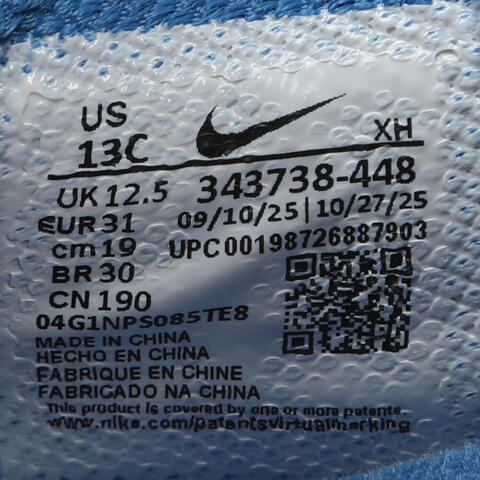 US
13C
XH
UK 12.5
343738-448
EUR 31
09/10/25 | 10/27/25
cm 19
UPC 00198726887903
BR 30
CN 190
04G1NPS085TE8
MADE IN CHINA
HECHO EN CHINA
FABRIQUE EN CHINE
FABRICADO NA CHINA
This product is covered by one or more patents.
www.nike.com/patentsvirtualmarking